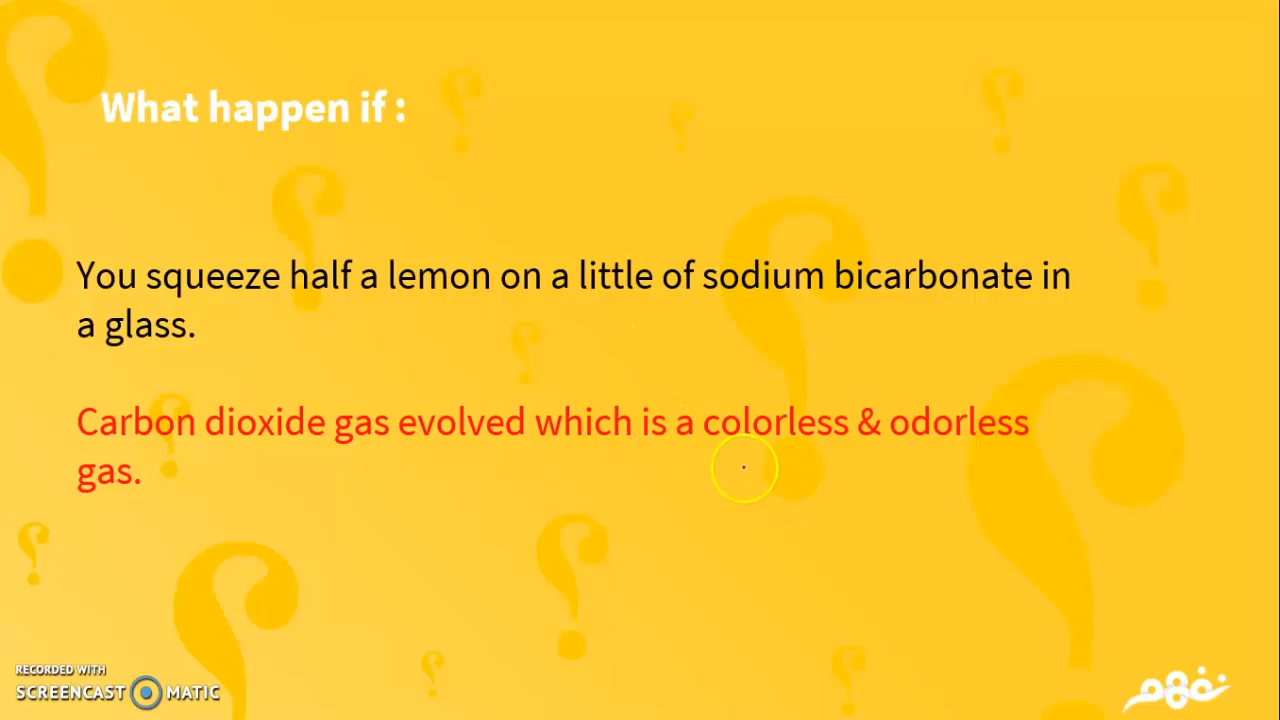 What happen if :
You squeeze half a lemon on a little of sodium bicarbonate in
a glass.
Carbon dioxide gas evolved which is a colorless & odorless
gas.
RECORDED WITH
SCREENCAST MATIC
نفهم